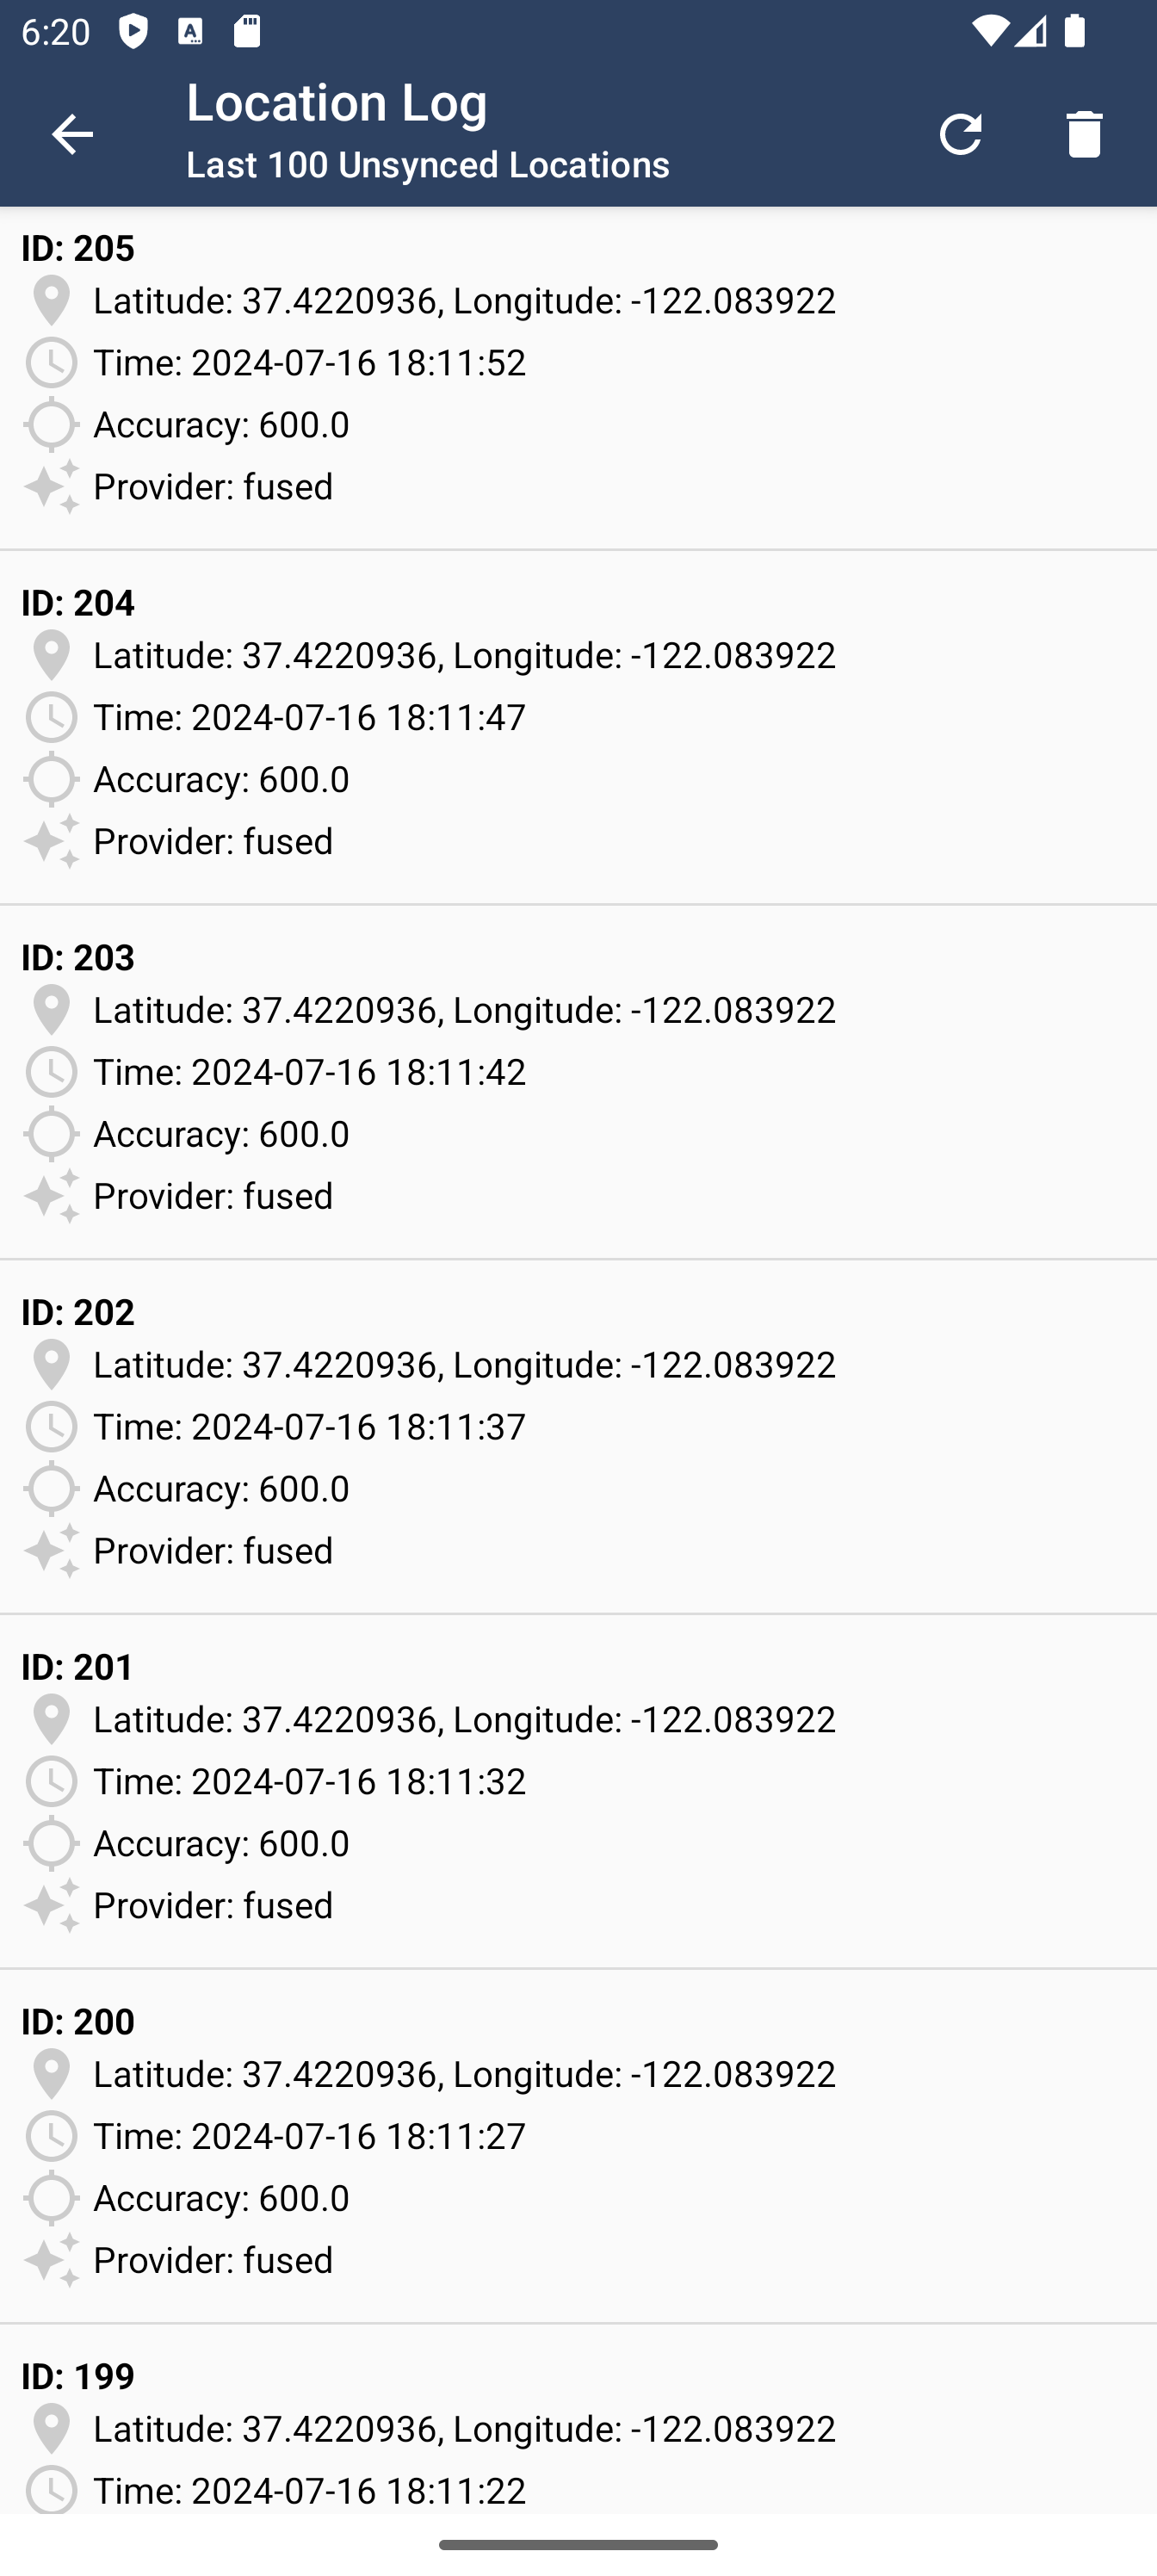 6:20
Location Log
Last 100 Unsynced Locations
ID: 205
Latitude: 37.4220936, Longitude: -122.083922
Time: 2024-07-16 18:11:52
Accuracy: 600.0
Provider: fused
ID: 204
Latitude: 37.4220936, Longitude: -122.083922
Time: 2024-07-16 18:11:47
Accuracy: 600.0
Provider: fused
ID: 203
Latitude: 37.4220936, Longitude: -122.083922
Time: 2024-07-16 18:11:42
Accuracy: 600.0
Provider: fused
ID: 202
Latitude: 37.4220936, Longitude: -122.083922
Time: 2024-07-16 18:11:37
Accuracy: 600.0
Provider: fused
ID: 201
Latitude: 37.4220936, Longitude: -122.083922
Time: 2024-07-16 18:11:32
Accuracy: 600.0
Provider: fused
ID: 200
Latitude: 37.4220936, Longitude: -122.083922
Time: 2024-07-16 18:11:27
Accuracy: 600.0
Provider: fused
ID: 199
Latitude: 37.4220936, Longitude: -122.083922
Time: 2024-07-16 18:11:22